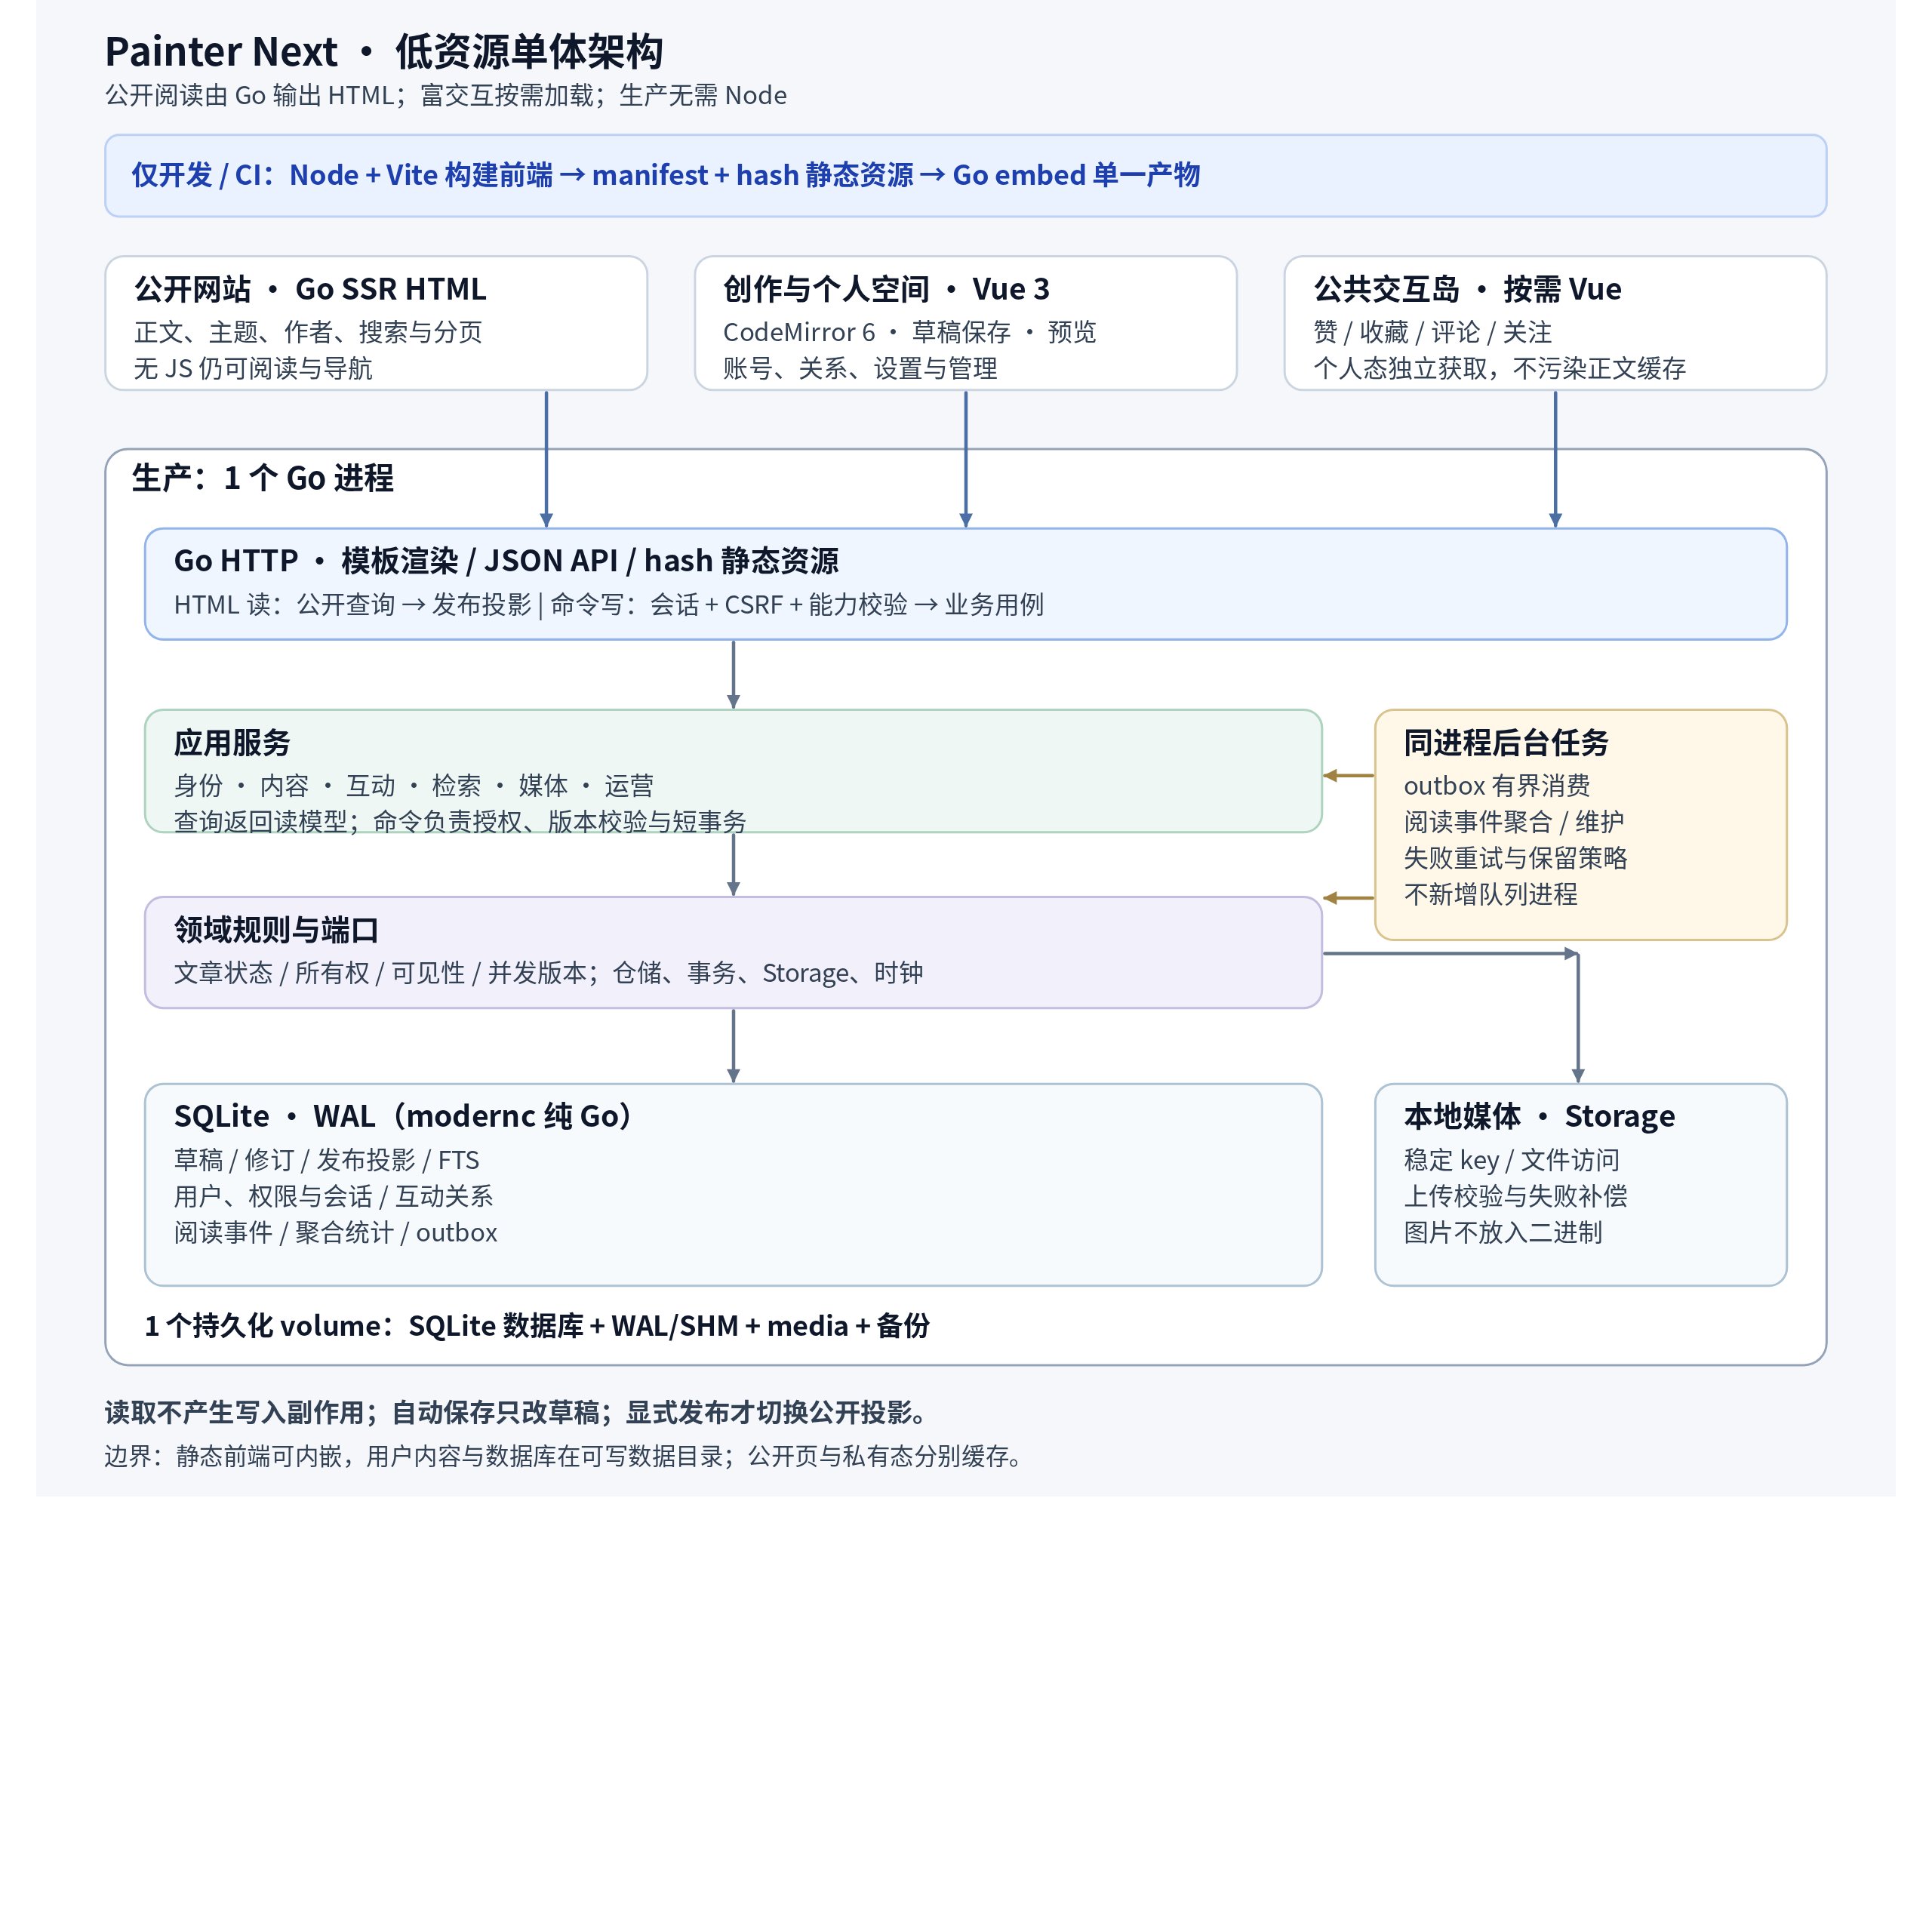 Painter Next • 低资源单体架构
公开阅读由 Go 输出 HTML；富交互按需加载；生产无需 Node
仅开发 / CI：Node + Vite 构建前端 → manifest + hash 静态资源 → Go embed 单一产物
公开网站 • Go SSR HTML
正文、主题、作者、搜索与分页
无 JS 仍可阅读与导航
创作与个人空间 • Vue 3
CodeMirror 6 • 草稿保存 • 预览
账号、关系、设置与管理
公共交互岛 • 按需 Vue
赞 / 收藏 / 评论 / 关注
个人态独立获取，不污染正文缓存
生产：1 个 Go 进程
Go HTTP • 模板渲染 / JSON API / hash 静态资源
HTML 读：公开查询 → 发布投影 | 命令写：会话 + CSRF + 能力校验 → 业务用例
应用服务
身份 • 内容 • 互动 • 检索 • 媒体 • 运营
查询返回读模型；命令负责授权、版本校验与短事务
同进程后台任务
outbox 有界消费
阅读事件聚合 / 维护
失败重试与保留策略
不新增队列进程
领域规则与端口
文章状态 / 所有权 / 可见性 / 并发版本；仓储、事务、Storage、时钟
SQLite • WAL（modernc 纯 Go）
草稿 / 修订 / 发布投影 / FTS
用户、权限与会话 / 互动关系
阅读事件 / 聚合统计 / outbox
本地媒体 • Storage
稳定 key / 文件访问
上传校验与失败补偿
图片不放入二进制
1 个持久化 volume：SQLite 数据库 + WAL/SHM + media + 备份
读取不产生写入副作用；自动保存只改草稿；显式发布才切换公开投影。
边界：静态前端可内嵌，用户内容与数据库在可写数据目录；公开页与私有态分别缓存。